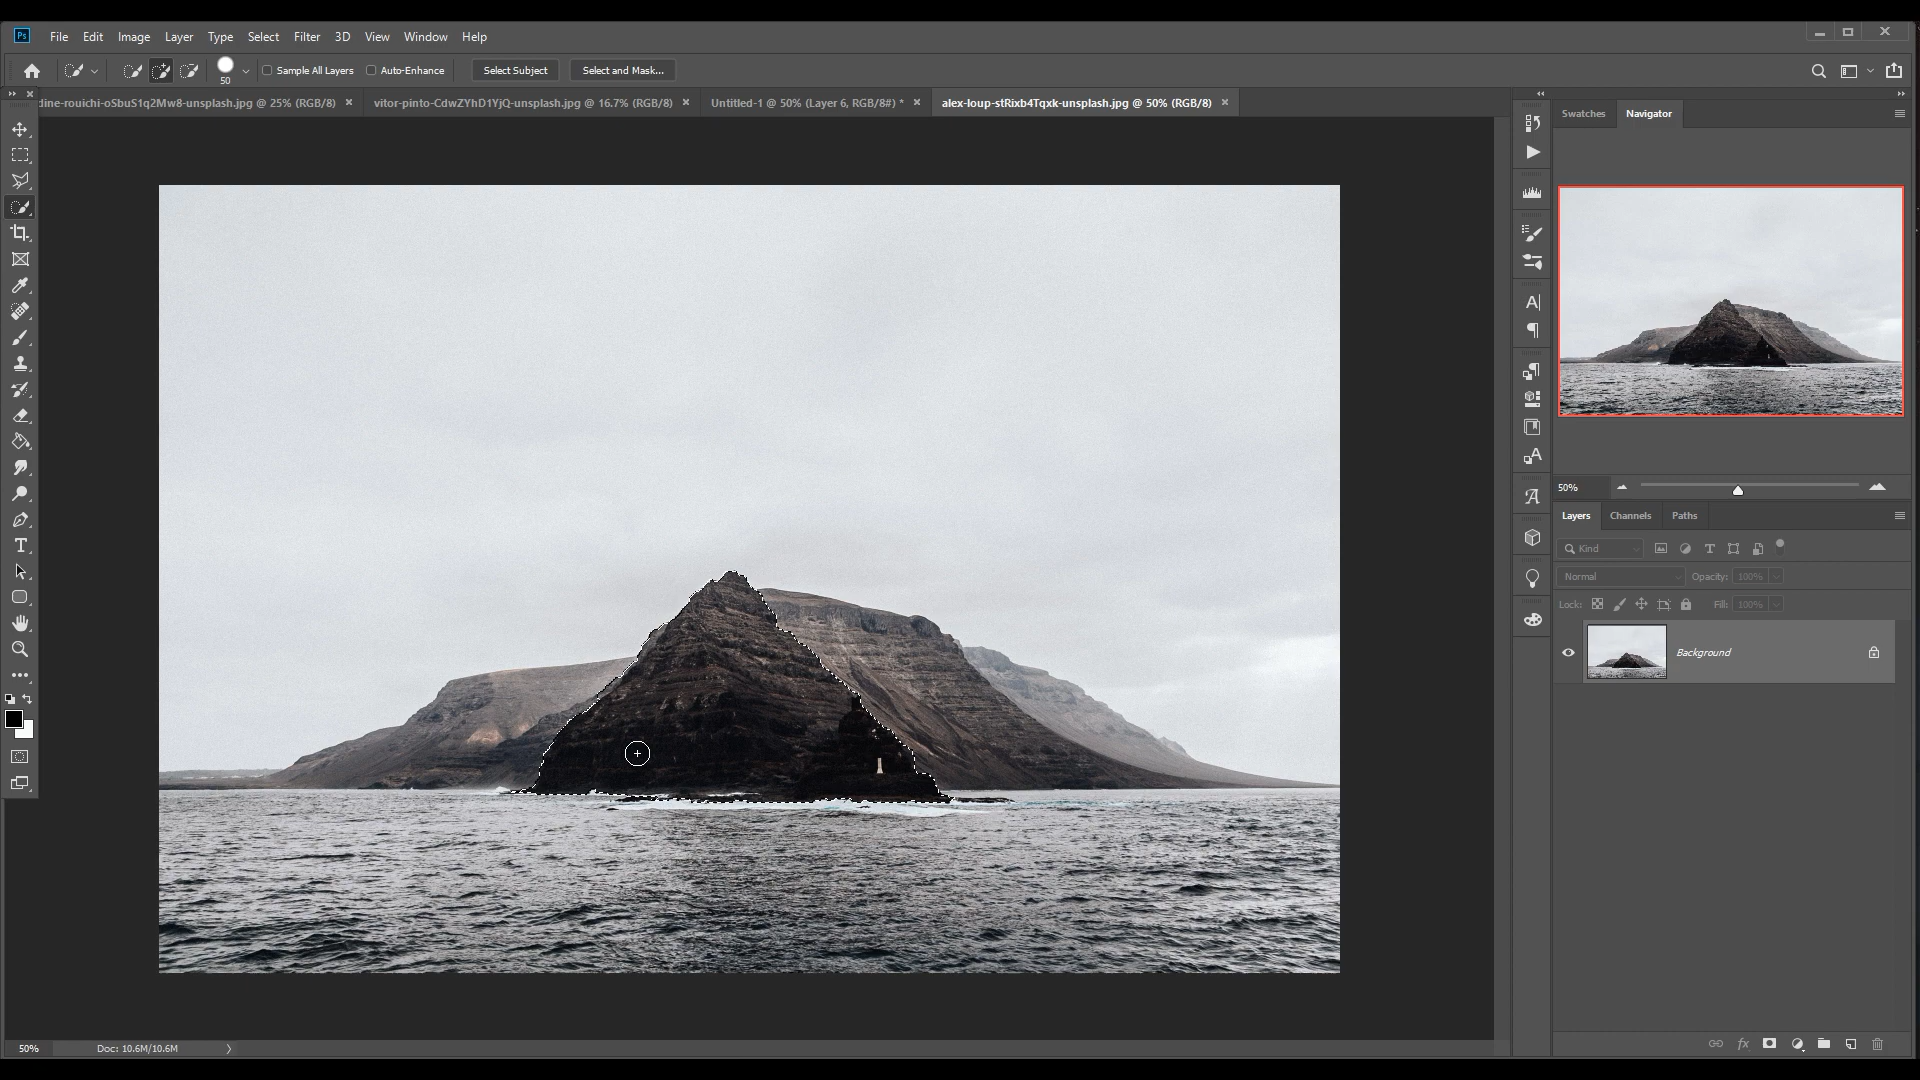 Ps File Edit Image Layer Type Select Filter 3D View Window Help
50 Sample All Layers Auto-Enhance Select Subject Select and Mask...
dine-rouichi-oSbuS1q2Mw8-unsplash.jpg @ 25% (RGB/8) × vitor-pinto-CdwZYhD1YjQ-unsplash.jpg @ 16.7% (RGB/8) × Untitled-1 @ 50% (Layer 6, RGB/8#) * × alex-loup-stRixb4Tqxk-unsplash.jpg @ 50% (RGB/8) ×
Swatches Navigator
50%
Layers Channels Paths
Kind
Normal Opacity: 100%
Lock: Fill: 100%
Background
50% Doc: 10.6M/10.6M